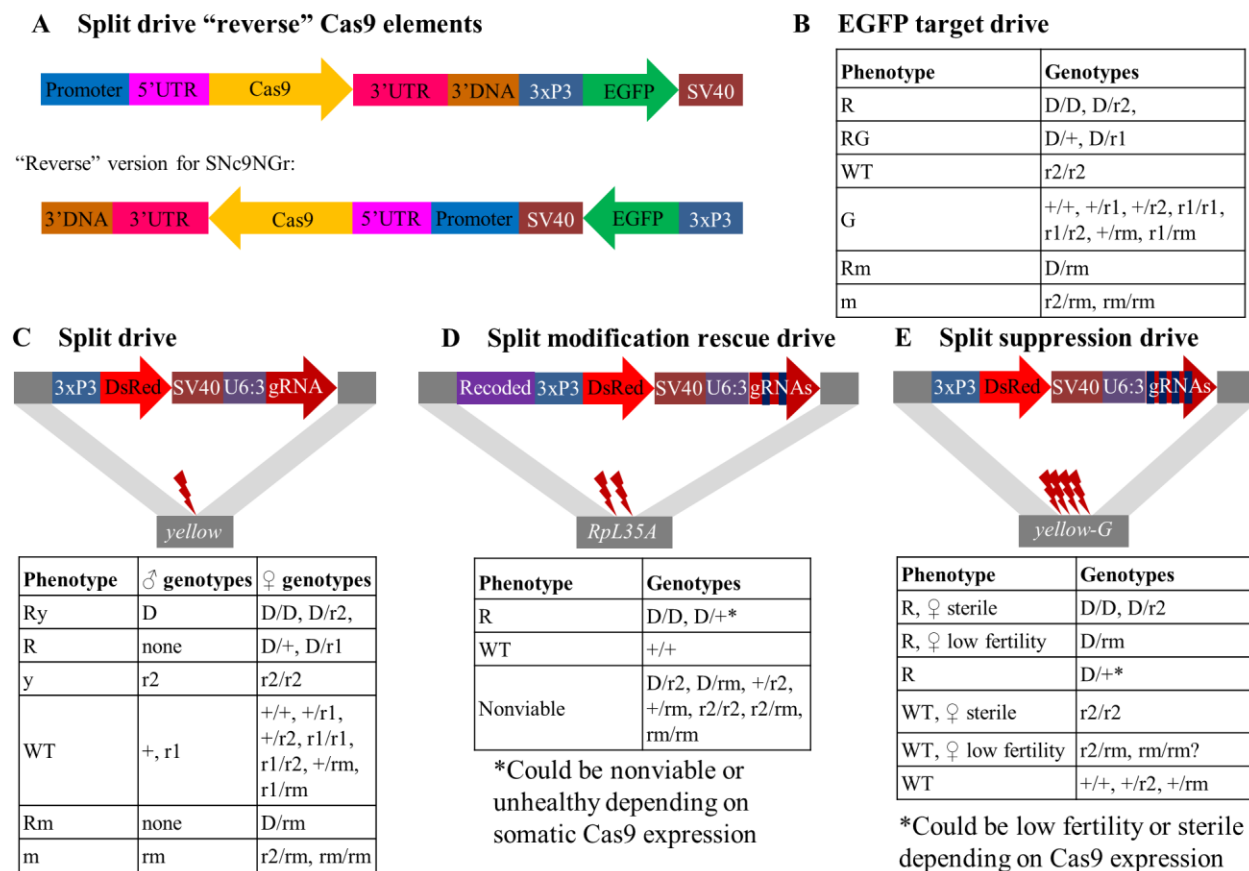 A Split drive “reverse” Cas9 elements
Promoter 5’UTR Cas9 3’UTR 3’DNA 3xP3 EGFP SV40
“Reverse” version for SNc9NGr:
3’DNA 3’UTR Cas9 5’UTR Promoter SV40 EGFP 3xP3
B EGFP target drive
Phenotype Genotypes
R D/D, D/r2,
RG D/+, D/r1
WT r2/r2
G +/+, +/r1, +/r2, r1/r1,
r1/r2, +/rm, r1/rm
Rm D/rm
m r2/rm, rm/rm
C Split drive
3xP3 DsRed SV40 U6:3 gRNA
yellow
Phenotype ♂ genotypes ♀ genotypes
Ry D D/D, D/r2,
R none D/+, D/r1
y r2 r2/r2
WT +, r1 +/+, +/r1,
+/r2, r1/r1,
r1/r2, +/rm,
r1/rm
Rm none D/rm
m rm r2/rm, rm/rm
D Split modification rescue drive
Recoded 3xP3 DsRed SV40 U6:3 gRNAs
RpL35A
Phenotype Genotypes
R D/D, D/+*
WT +/+
Nonviable D/r2, D/rm, +/r2,
+/rm, r2/r2, r2/rm,
rm/rm
*Could be nonviable or
unhealthy depending on
somatic Cas9 expression
E Split suppression drive
3xP3 DsRed SV40 U6:3 gRNAs
yellow-G
Phenotype Genotypes
R, ♀ sterile D/D, D/r2
R, ♀ low fertility D/rm
R D/+*
WT, ♀ sterile r2/r2
WT, ♀ low fertility r2/rm, rm/rm?
WT +/+, +/r2, +/rm
*Could be low fertility or sterile
depending on Cas9 expression